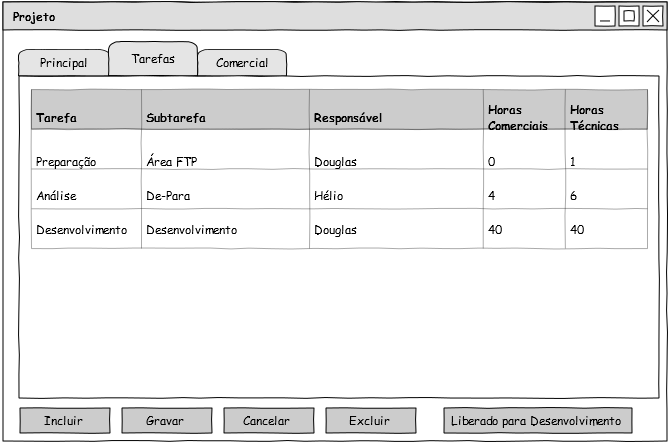 Projeto
Principal Tarefas Comercial
Tarefa Subtarefa Responsável Horas Comerciais Horas Técnicas
Preparação Área FTP Douglas 0 1
Análise De-Para Hélio 4 6
Desenvolvimento Desenvolvimento Douglas 40 40
Incluir Gravar Cancelar Excluir Liberado para Desenvolvimento